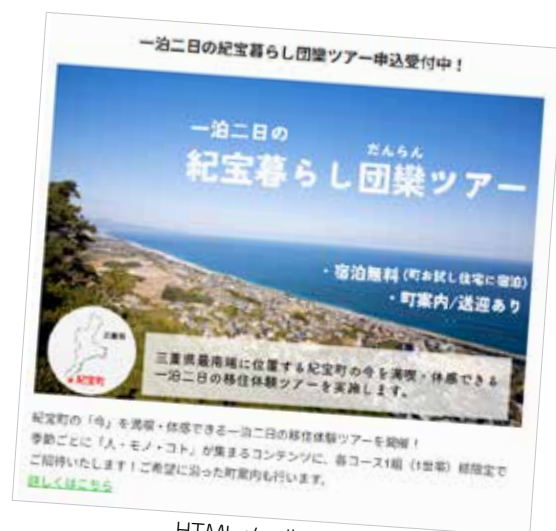 一泊二日の紀宝暮らし団欒ツアー申込受付中！
一泊二日の
だんらん
紀宝暮らし団欒ツアー
・宿泊無料(町お試し住宅に宿泊)
・町案内/送迎あり
三重県
紀宝町
三重県最南端に位置する紀宝町の今を満喫・体感できる
一泊二日の移住体験ツアーを実施します。
紀宝町の「今」を満喫・体感できる一泊二日の移住体験ツアーを開催！
季節ごとに「人・モノ・コト」が集まるコンテンツに、各コース1組（1世帯）様限定で
ご招待いたします！ご希望に沿った町案内も行います。
詳しくはこちら